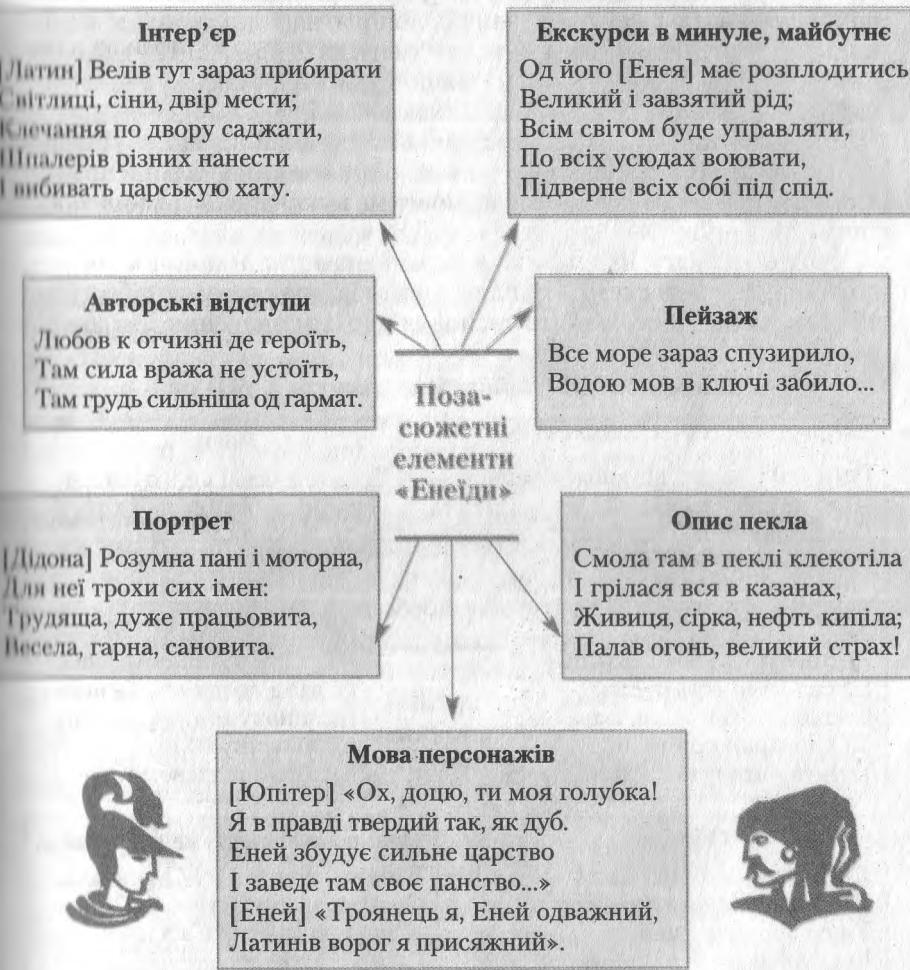 Інтер’єр
[Латин] Велів тут зараз прибирати
Світлиці, сіни, двір мести;
Клечання по двору саджати,
Шпалерів різних нанести
І вибивать царськую хату.
Екскурси в минуле, майбутнє
Од його [Енея] має розплодитись
Великий і завзятий рід;
Всім світом буде управляти,
По всіх усюдах воювати,
Підверне всіх собі під спід.
Авторські відступи
Любов к отчизні де героїть,
Там сила вража не устоїть,
Там грудь сильніша од гармат.
Пейзаж
Все море зараз спузирило,
Водою мов в ключі забило...
Поза-
сюжетні
елементи
«Енеїди»
Портрет
[Дідона] Розумна пані і моторна,
Для неї трохи сих імен:
Трудяща, дуже працьовита,
Весела, гарна, сановита.
Опис пекла
Смола там в пеклі клекотіла
І грілася вся в казанах,
Живиця, сірка, нефть кипіла;
Палав огонь, великий страх!
Мова персонажів
[Юпітер] «Ох, доцю, ти моя голубка!
Я в правді твердий так, як дуб.
Еней збудує сильне царство
І заведе там своє панство...»
[Еней] «Троянець я, Еней одважний,
Латинів ворог я присяжний».